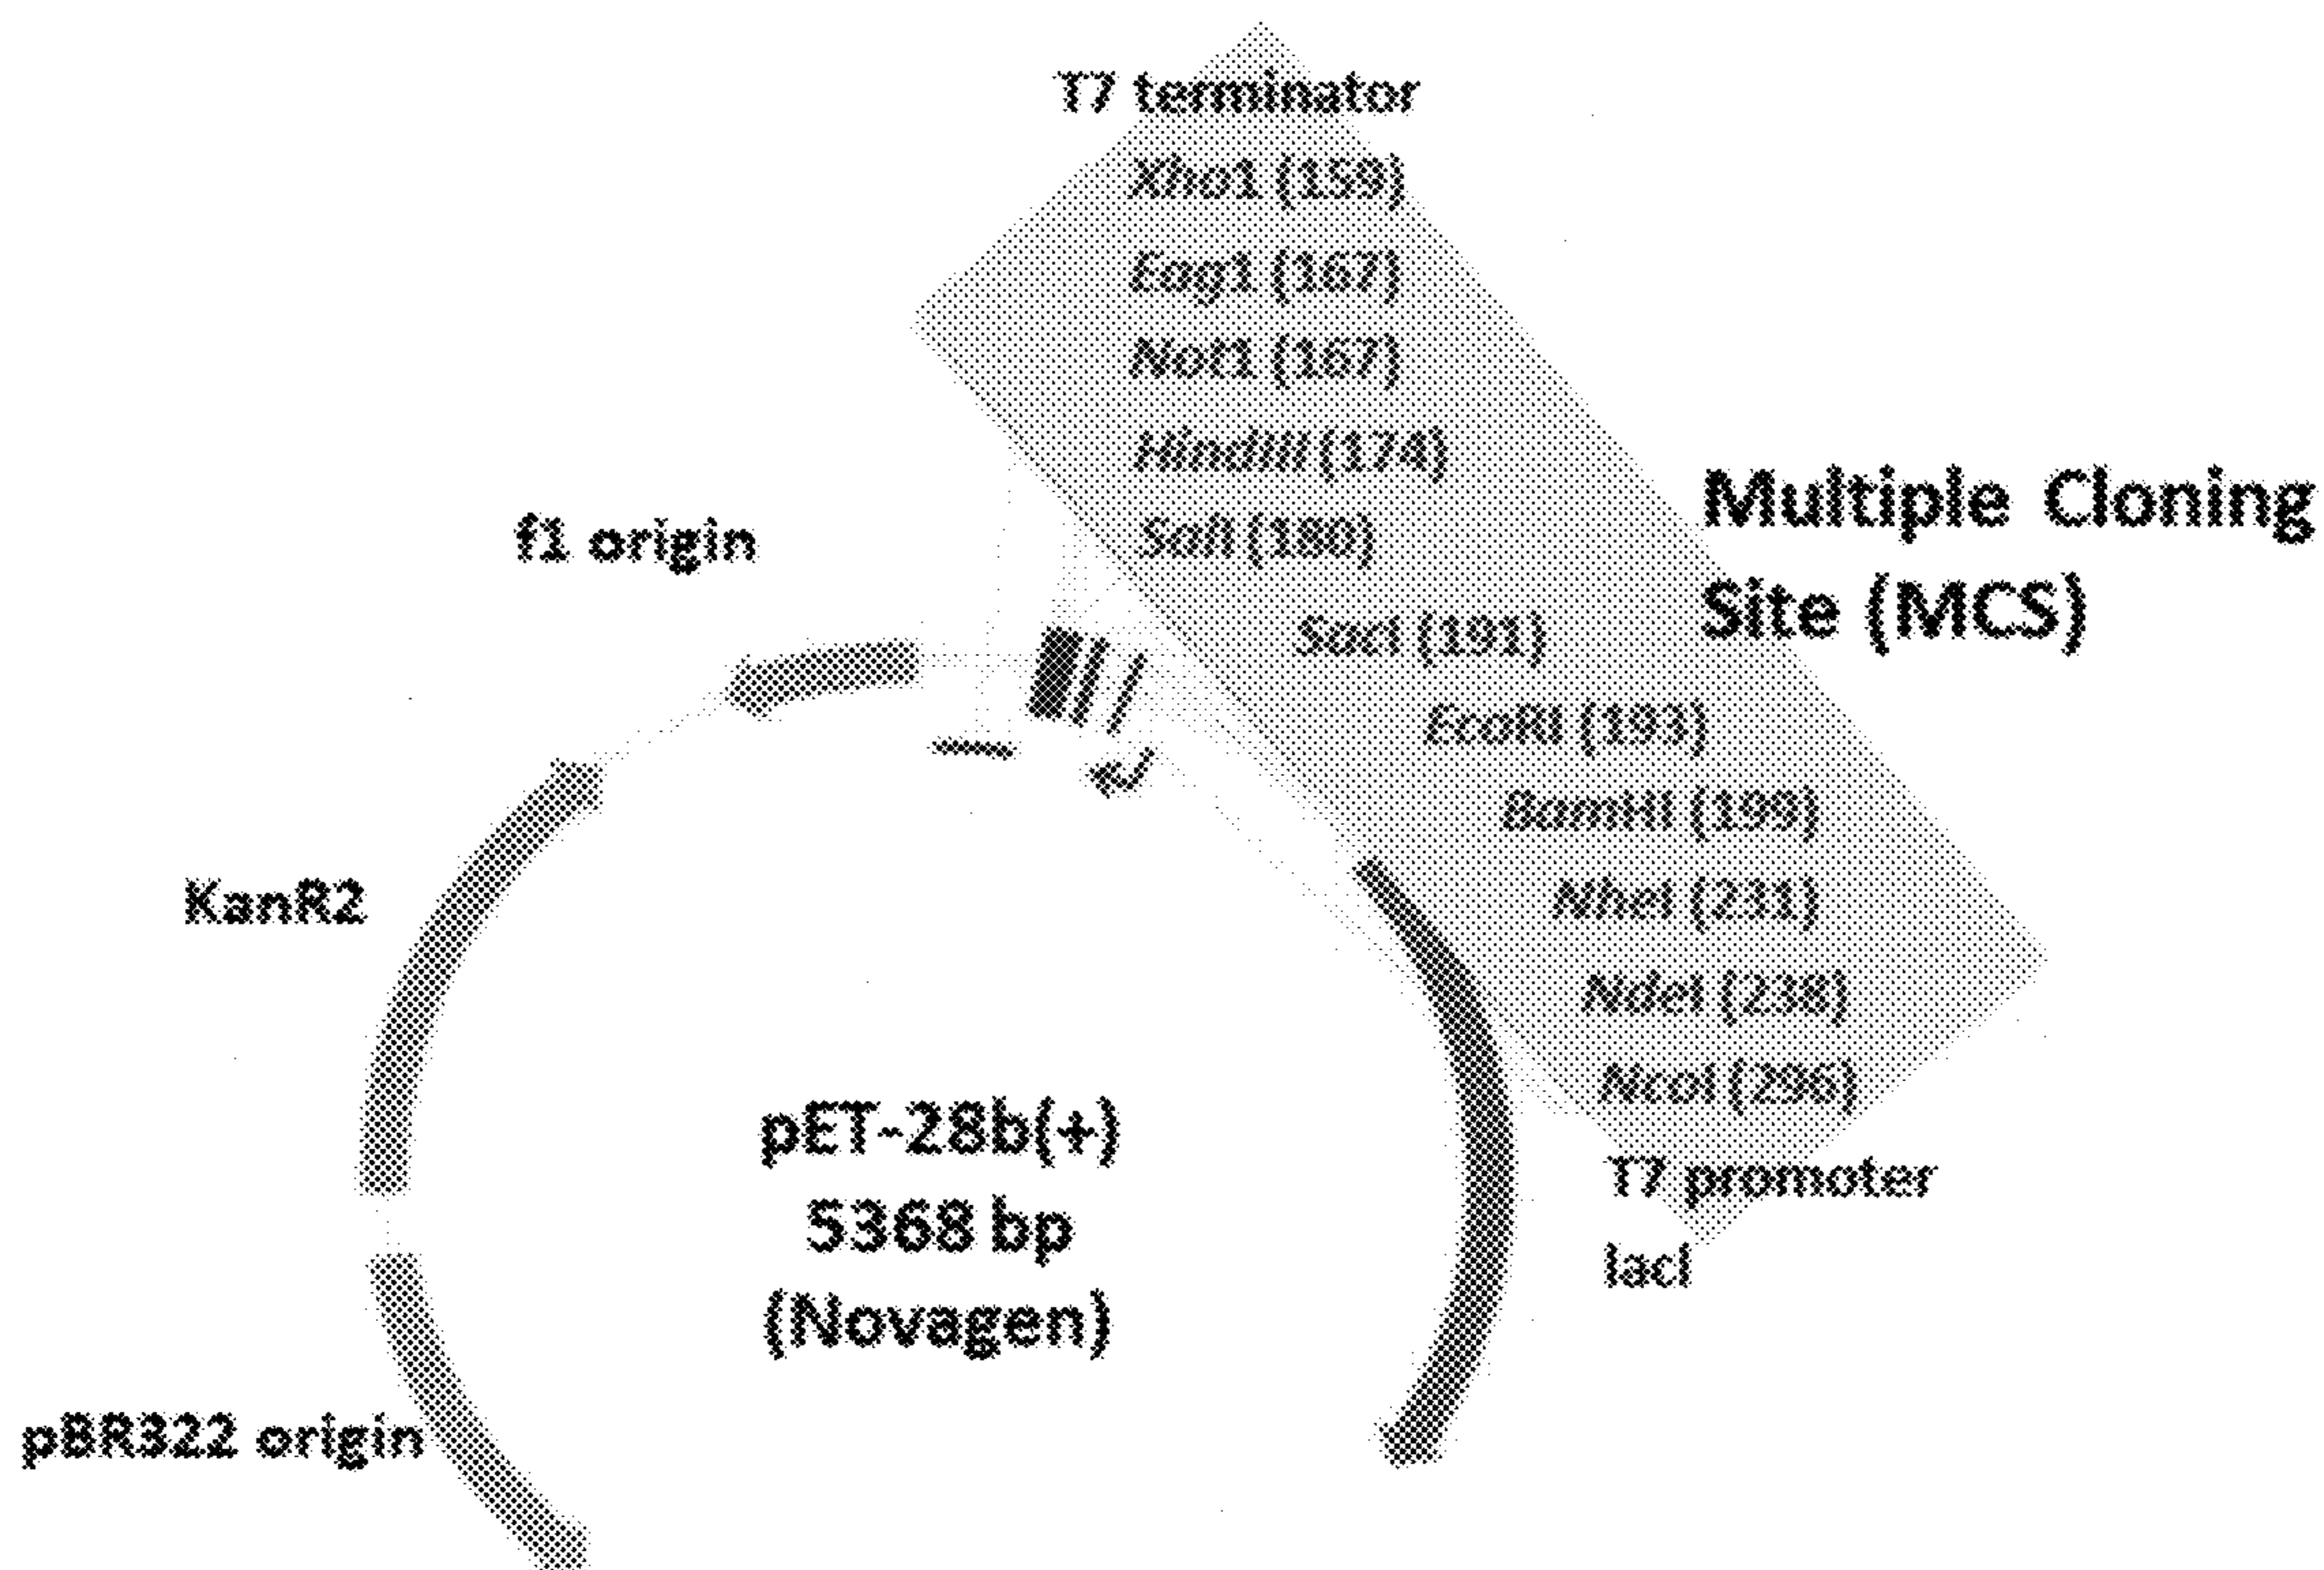 T7 terminator
Xho1 (159)
Eag1 (167)
Not1 (167)
HindIII (174)
SalI (180)
SacI (191)
EcoRI (193)
BamHI (199)
NheI (231)
NdeI (238)
NcoI (296)
T7 promoter
lacI
Multiple Cloning
Site (MCS)
f1 origin
KanR2
pBR322 origin
pET-28b(+)
5368 bp
(Novagen)